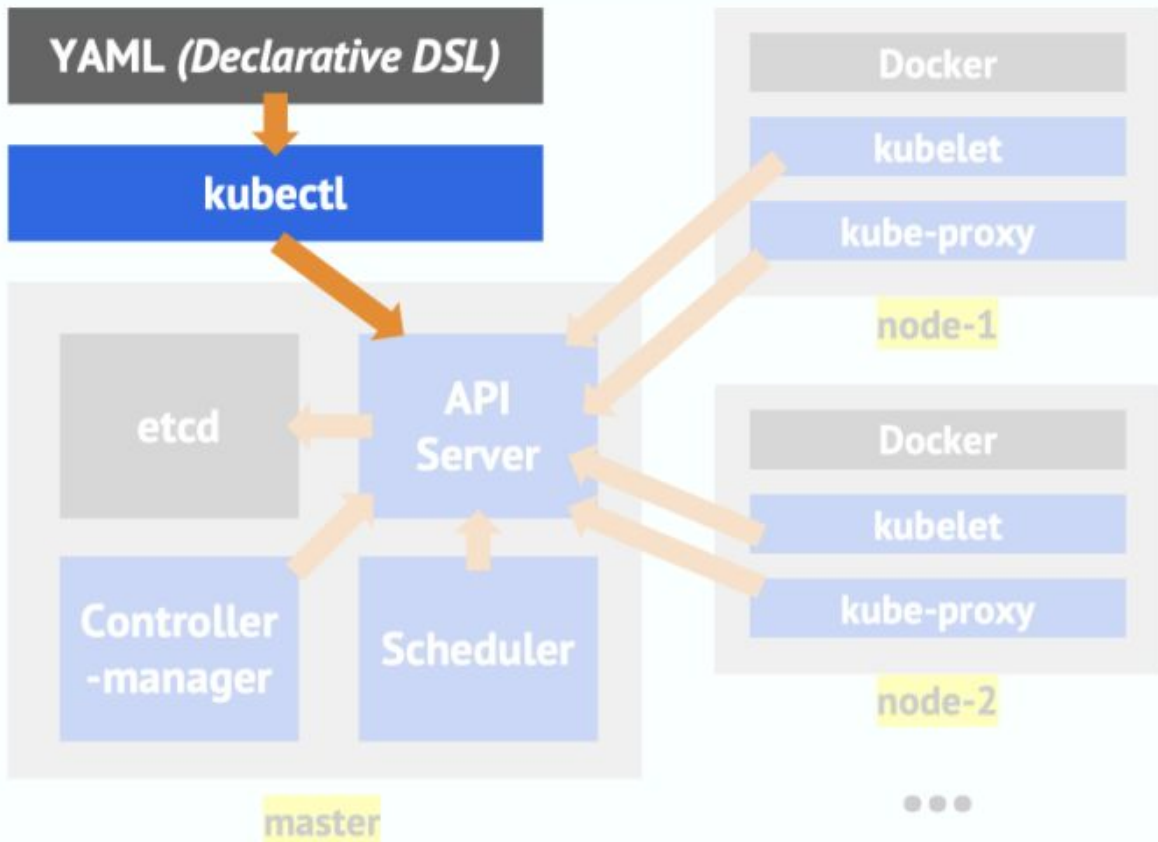 YAML (Declarative DSL)
kubectl
etcd
API
Server
Controller
-manager
Scheduler
master
Docker
kubelet
kube-proxy
node-1
Docker
kubelet
kube-proxy
node-2
...